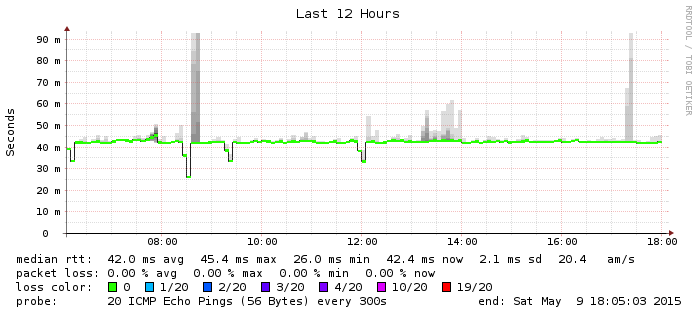 Last 12 Hours
RRDTOOL / TOBI OETIKER
Seconds
90 m
80 m
70 m
60 m
50 m
40 m
30 m
20 m
10 m
0
08:00 10:00 12:00 14:00 16:00 18:00
median rtt: 42.0 ms avg 45.4 ms max 26.0 ms min 42.4 ms now 2.1 ms sd 20.4 am/s
packet loss: 0.00 % avg 0.00 % max 0.00 % min 0.00 % now
loss color: 0 1/20 2/20 3/20 4/20 10/20 19/20
probe: 20 ICMP Echo Pings (56 Bytes) every 300s end: Sat May 9 18:05:03 2015